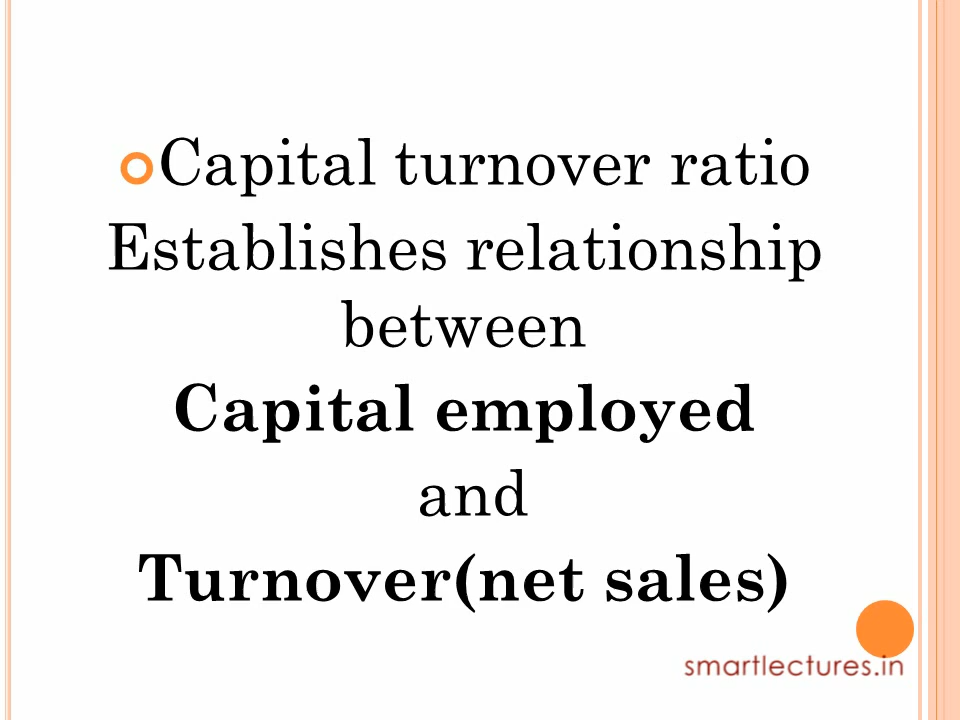 Capital turnover ratio
Establishes relationship
between
Capital employed
and
Turnover(net sales)
smartlectures.in